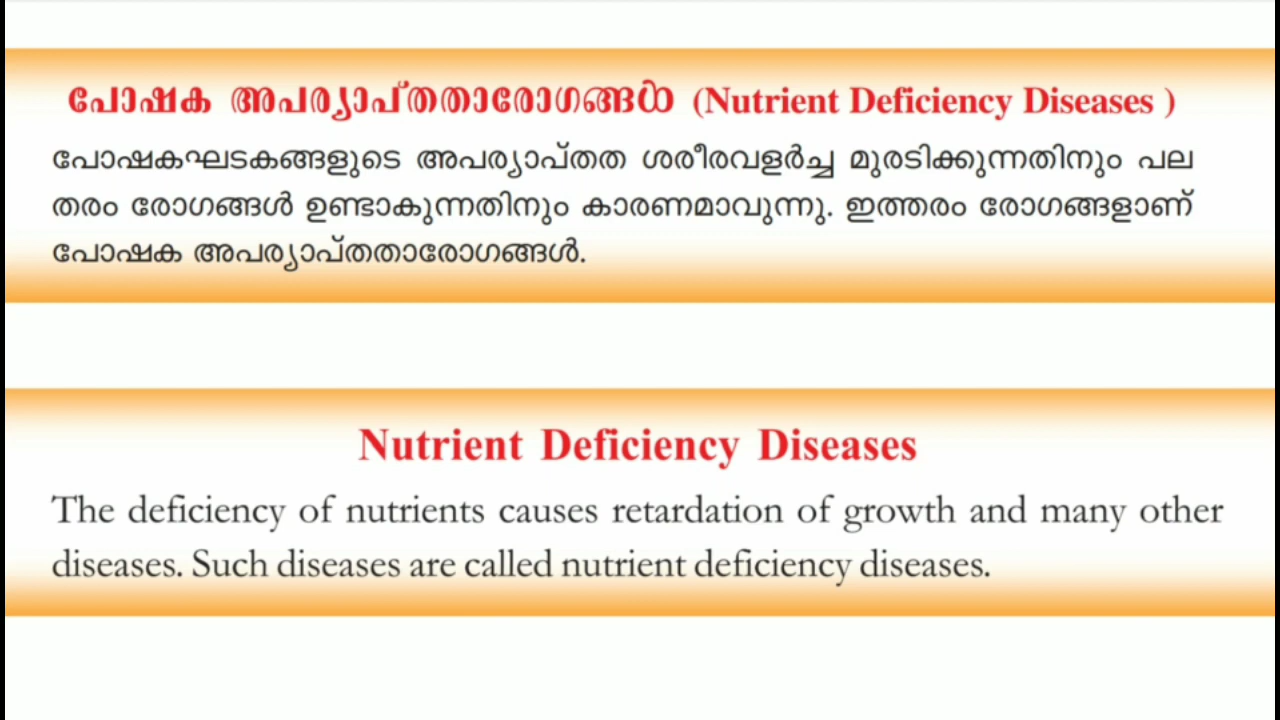 പോഷക അപര്യാപ്തതാരോഗങ്ങൾ (Nutrient Deficiency Diseases )
പോഷകഘടകങ്ങളുടെ അപര്യാപ്തത ശരീരവളർച്ച മുരടിക്കുന്നതിനും പല
തരം രോഗങ്ങൾ ഉണ്ടാകുന്നതിനും കാരണമാവുന്നു. ഇത്തരം രോഗങ്ങളാണ്
പോഷക അപര്യാപ്തതാരോഗങ്ങൾ.
Nutrient Deficiency Diseases
The deficiency of nutrients causes retardation of growth and many other
diseases. Such diseases are called nutrient deficiency diseases.